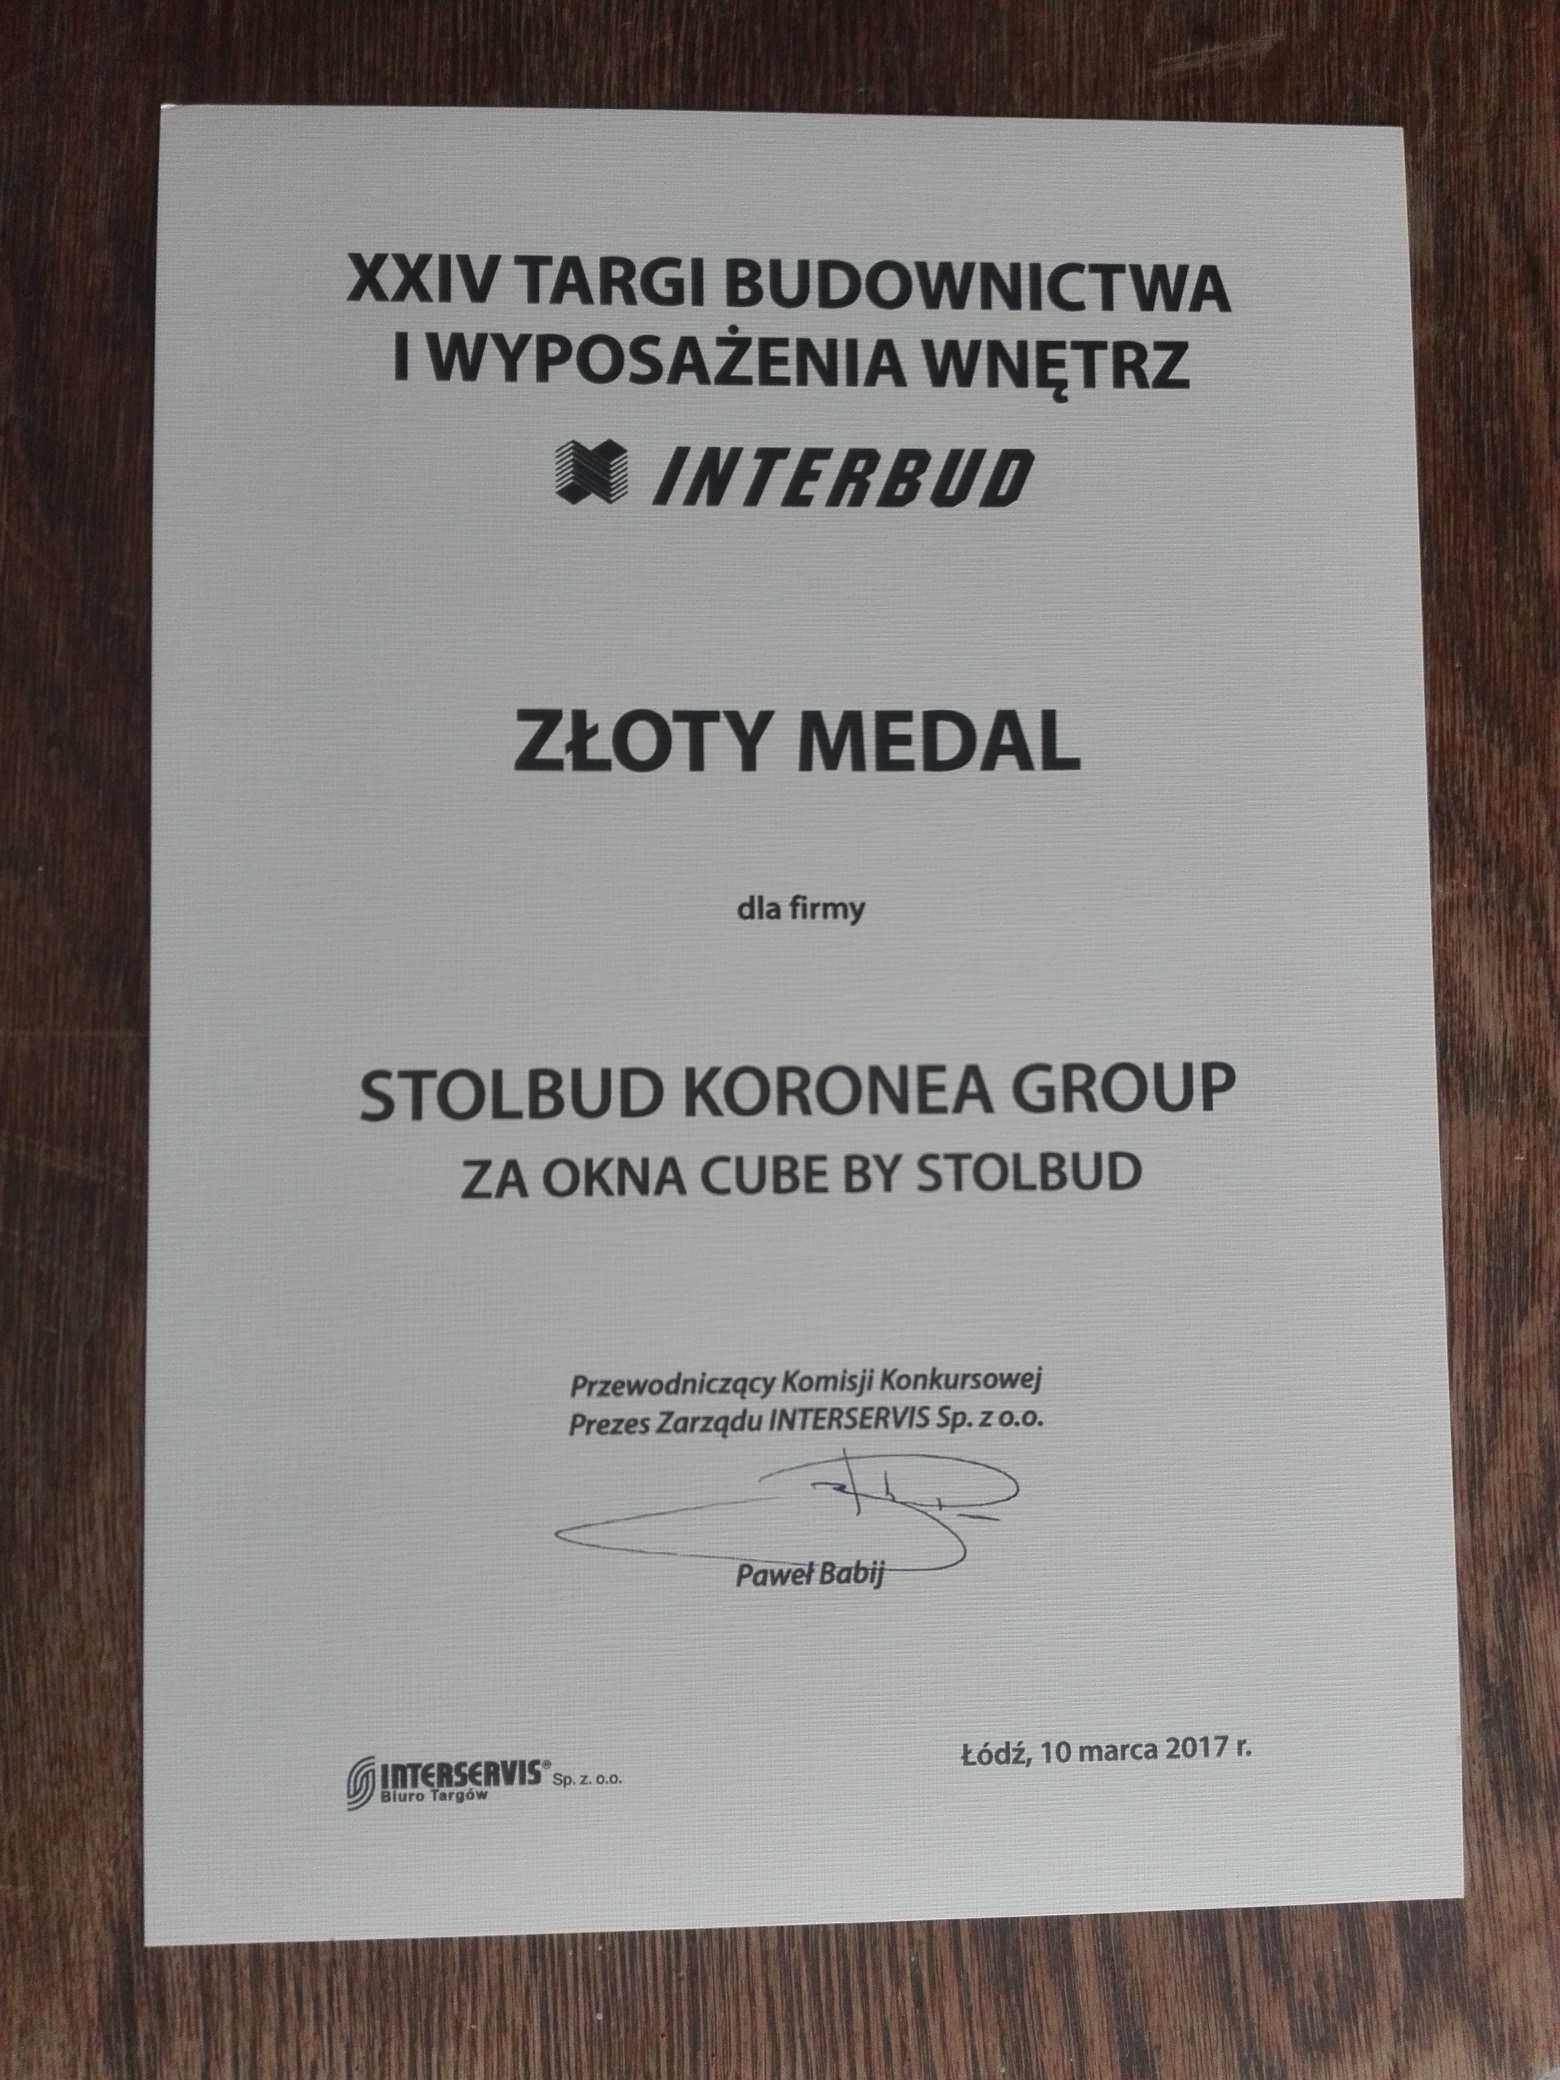 XXIV TARGI BUDOWNICTWA
I WYPOSAŻENIA WNĘTRZ
INTERBUD
ZŁOTY MEDAL
dla firmy
STOLBUD KORONEA GROUP
ZA OKNA CUBE BY STOLBUD
Przewodniczący Komisji Konkursowej
Prezes Zarządu INTERSERVIS Sp. z o.o.
Paweł Babij
INTERSERVIS® Sp. z. o.o.
Biuro Targów
Łódź, 10 marca 2017 r.